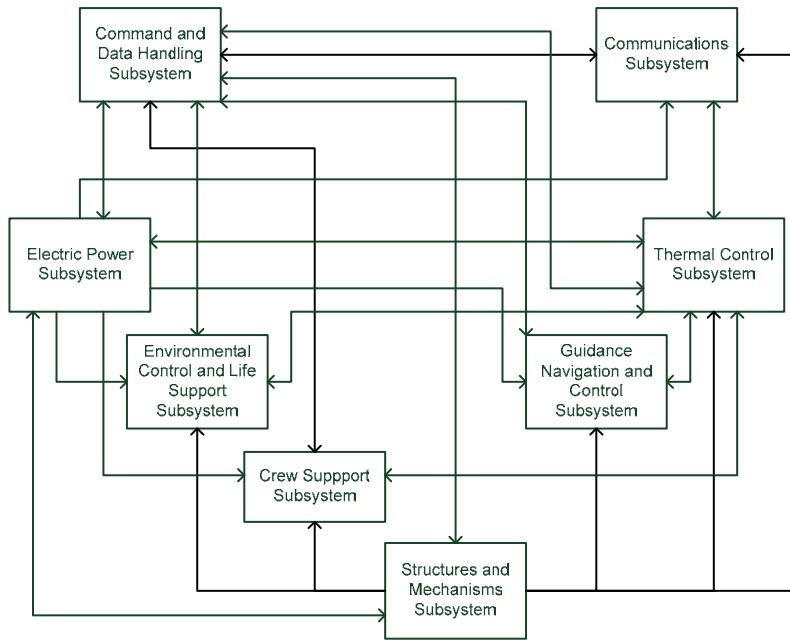 Command and
Data Handling
Subsystem
Communications
Subsystem
Electric Power
Subsystem
Thermal Control
Subsystem
Environmental
Control and Life
Support
Subsystem
Guidance
Navigation and
Control
Subsystem
Crew Suppport
Subsystem
Structures and
Mechanisms
Subsystem